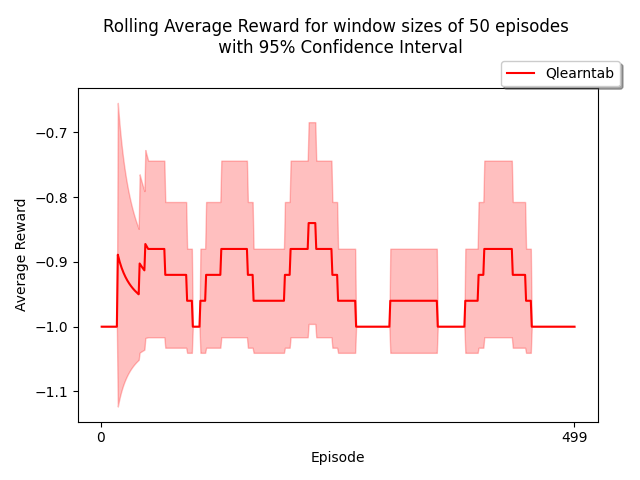 Rolling Average Reward for window sizes of 50 episodes
with 95% Confidence Interval
Qlearntab
−0.7
−0.8
−0.9
−1.0
−1.1
Average Reward
0
499
Episode